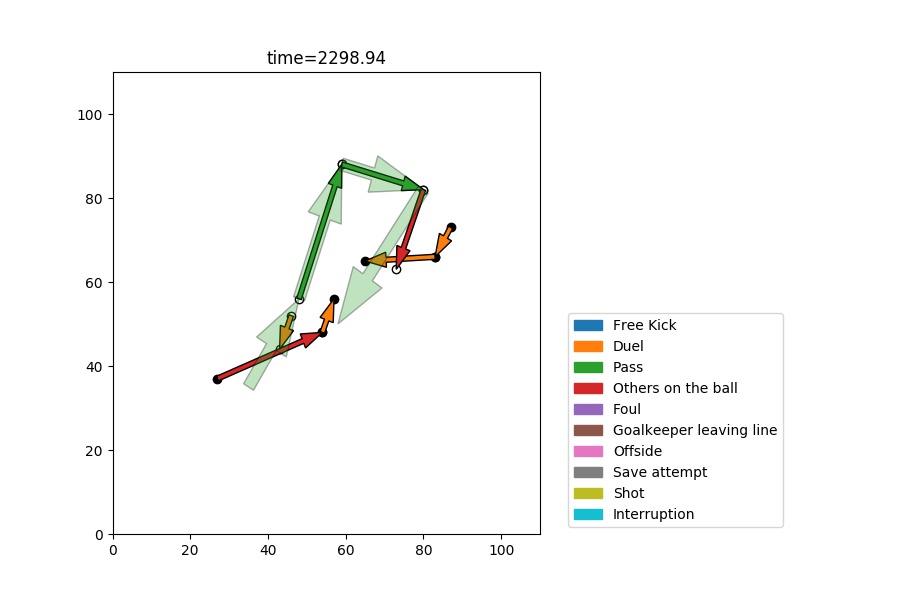 time=2298.94
100
80
60
40
20
0
0 20 40 60 80 100
Free Kick
Duel
Pass
Others on the ball
Foul
Goalkeeper leaving line
Offside
Save attempt
Shot
Interruption